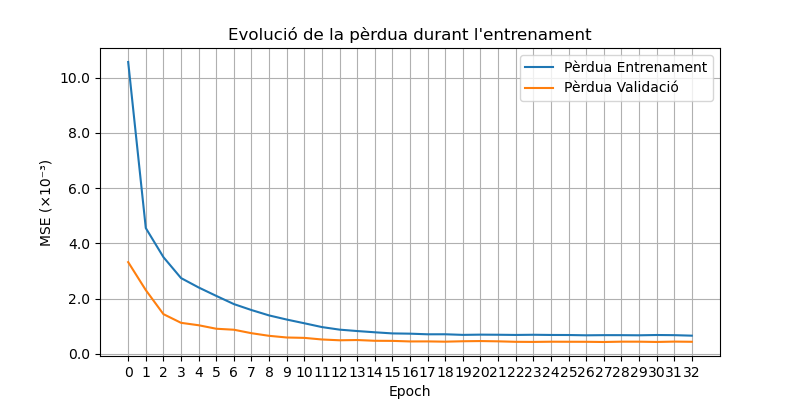 Evolució de la pèrdua durant l'entrenament
Pèrdua Entrenament
Pèrdua Validació
MSE (×10⁻³)
10.0
8.0
6.0
4.0
2.0
0.0
0 1 2 3 4 5 6 7 8 9 10 11 12 13 14 15 16 17 18 19 20 21 22 23 24 25 26 27 28 29 30 31 32
Epoch